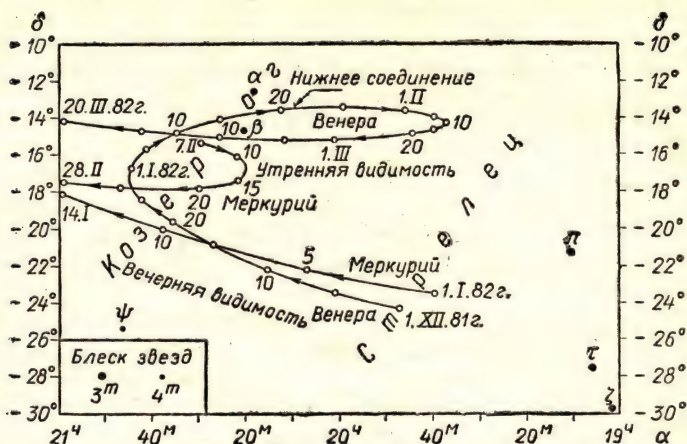 δ δ
-10° -10°
-12° α² Нижнее соединение -12°
20.III.82г. 10 20 1.II
-14° Венера 10 -14°
10 β 1.III 20
-16° 7.II 10 Утренняя видимость -16°
1.I.82г.
28.II 15
-18° 20 Меркурий -18°
14.I 20
-20° 10 5 -20°
Козерог Стрелец
-22° Меркурий π -22°
10
-24° Вечерняя видимость Венера 1.I.82г. -24°
ψ 1.XII.81г.
-26° -26°
Блеск звезд τ
-28° 3ᵐ 4ᵐ -28°
ζ
-30° -30°
21ч 40м 20м 20ч 40м 20м 19ч α